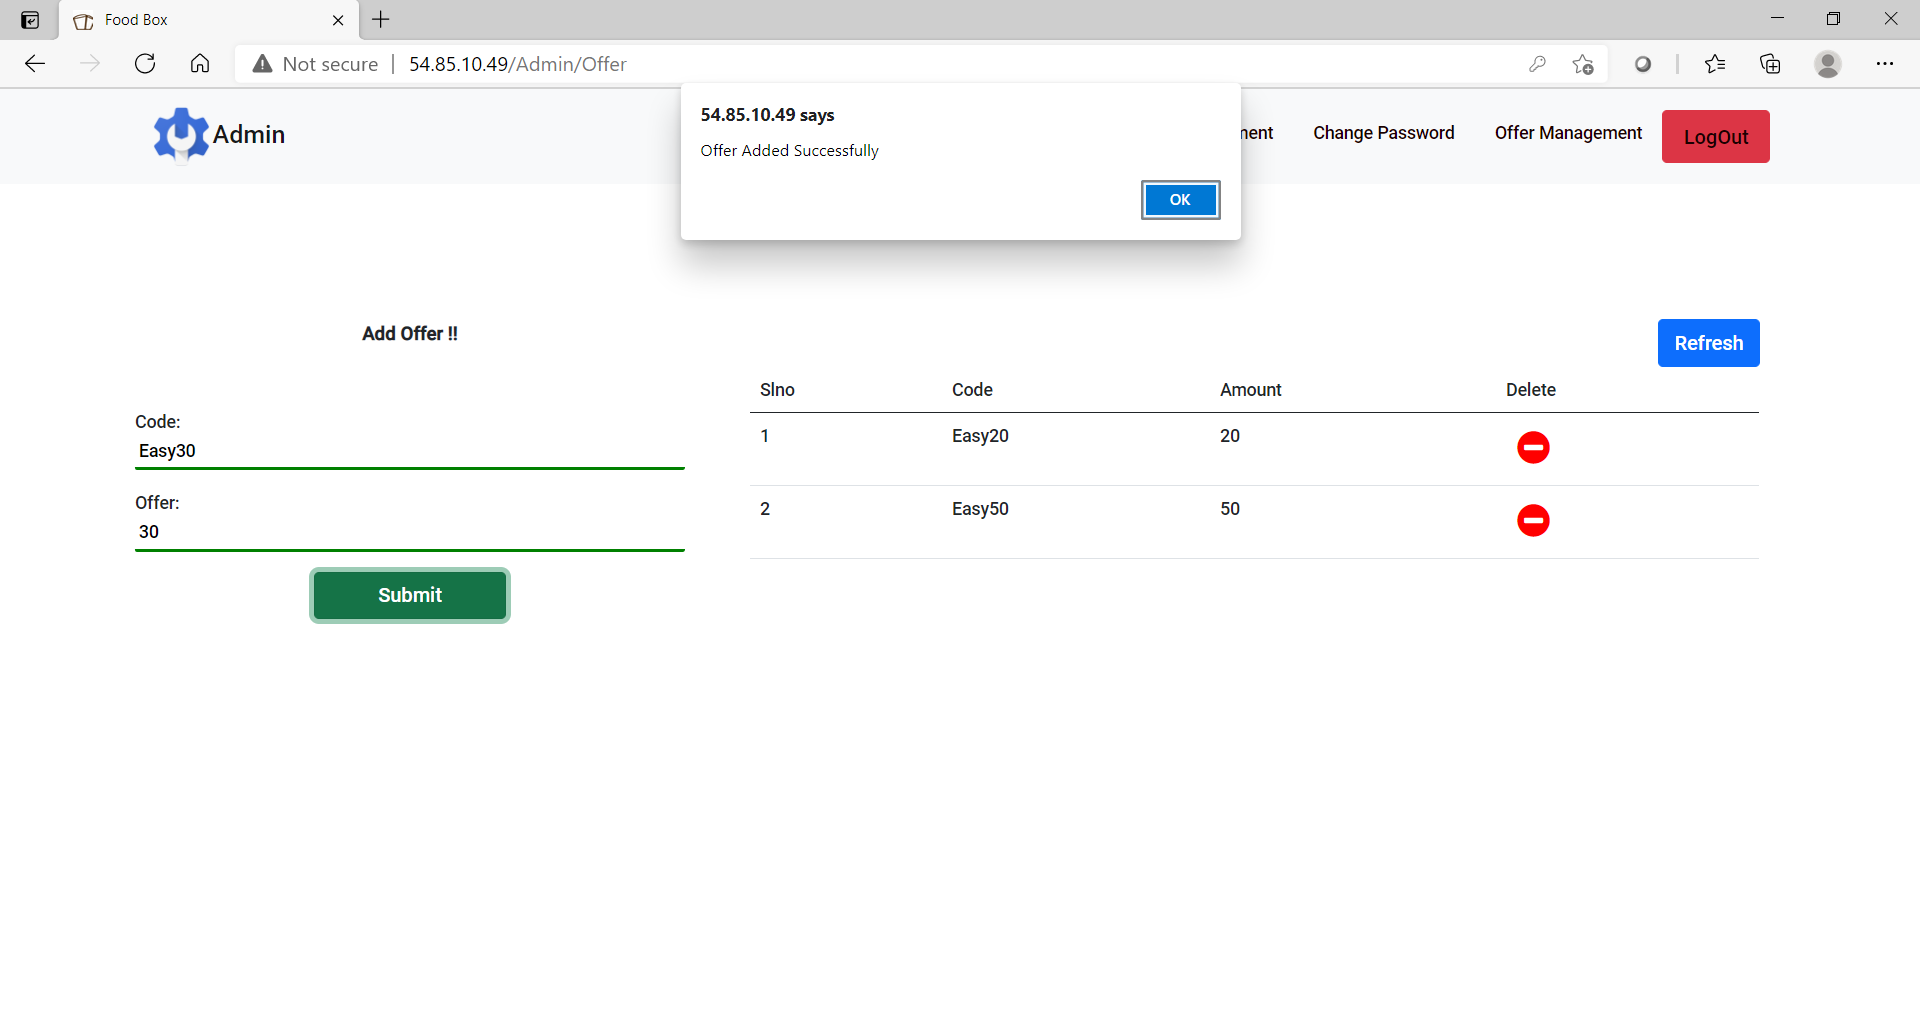 Food Box
Not secure | 54.85.10.49/Admin/Offer
54.85.10.49 says
Offer Added Successfully
OK
Admin
ment Change Password Offer Management LogOut
Add Offer !!
Refresh
Code:
Easy30
Offer:
30
Submit
Slno Code Amount Delete
1 Easy20 20
2 Easy50 50